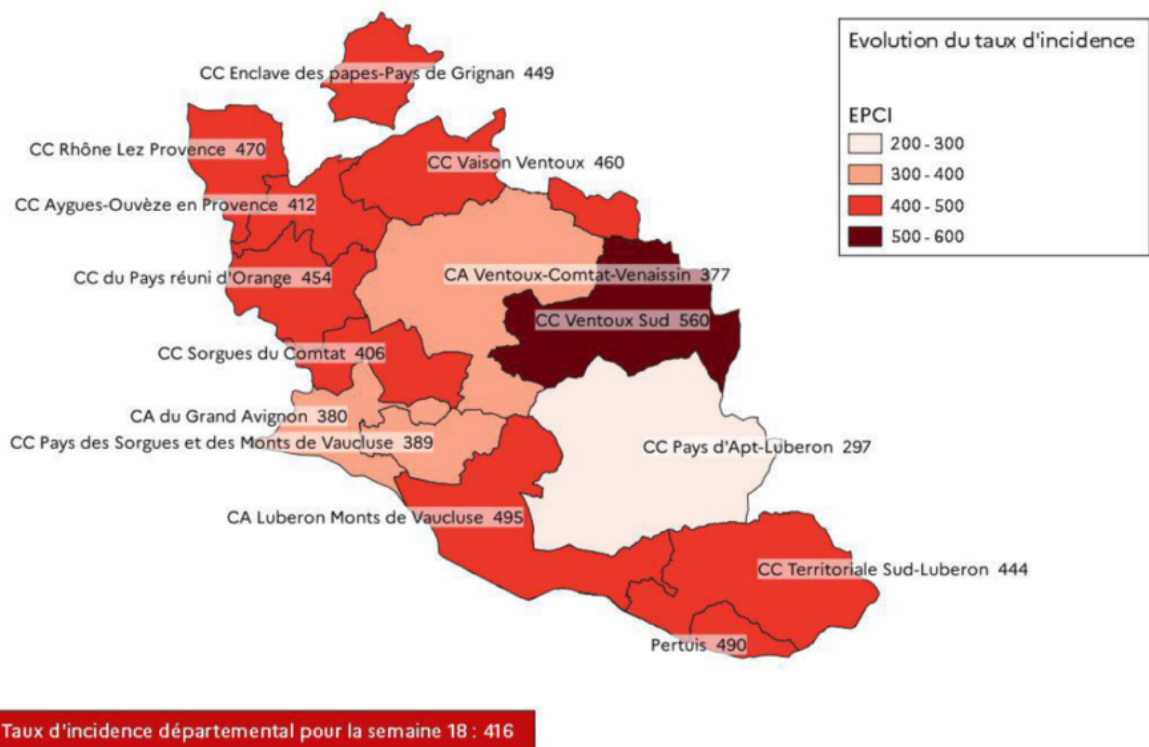 Evolution du taux d'incidence
EPCI
200 - 300
300 - 400
400 - 500
500 - 600
CC Enclave des papes-Pays de Grignan 449
CC Rhône Lez Provence 470
CC Vaison Ventoux 460
CC Aygues-Ouvèze en Provence 412
CC du Pays réuni d'Orange 454
CA Ventoux-Comtat-Venaissin 377
CC Ventoux Sud 560
CC Sorgues du Comtat 406
CA du Grand Avignon 380
CC Pays des Sorgues et des Monts de Vaucluse 389
CC Pays d'Apt-Luberon 297
CA Luberon Monts de Vaucluse 495
CC Territoriale Sud-Luberon 444
Pertuis 490
Taux d'incidence départemental pour la semaine 18 : 416